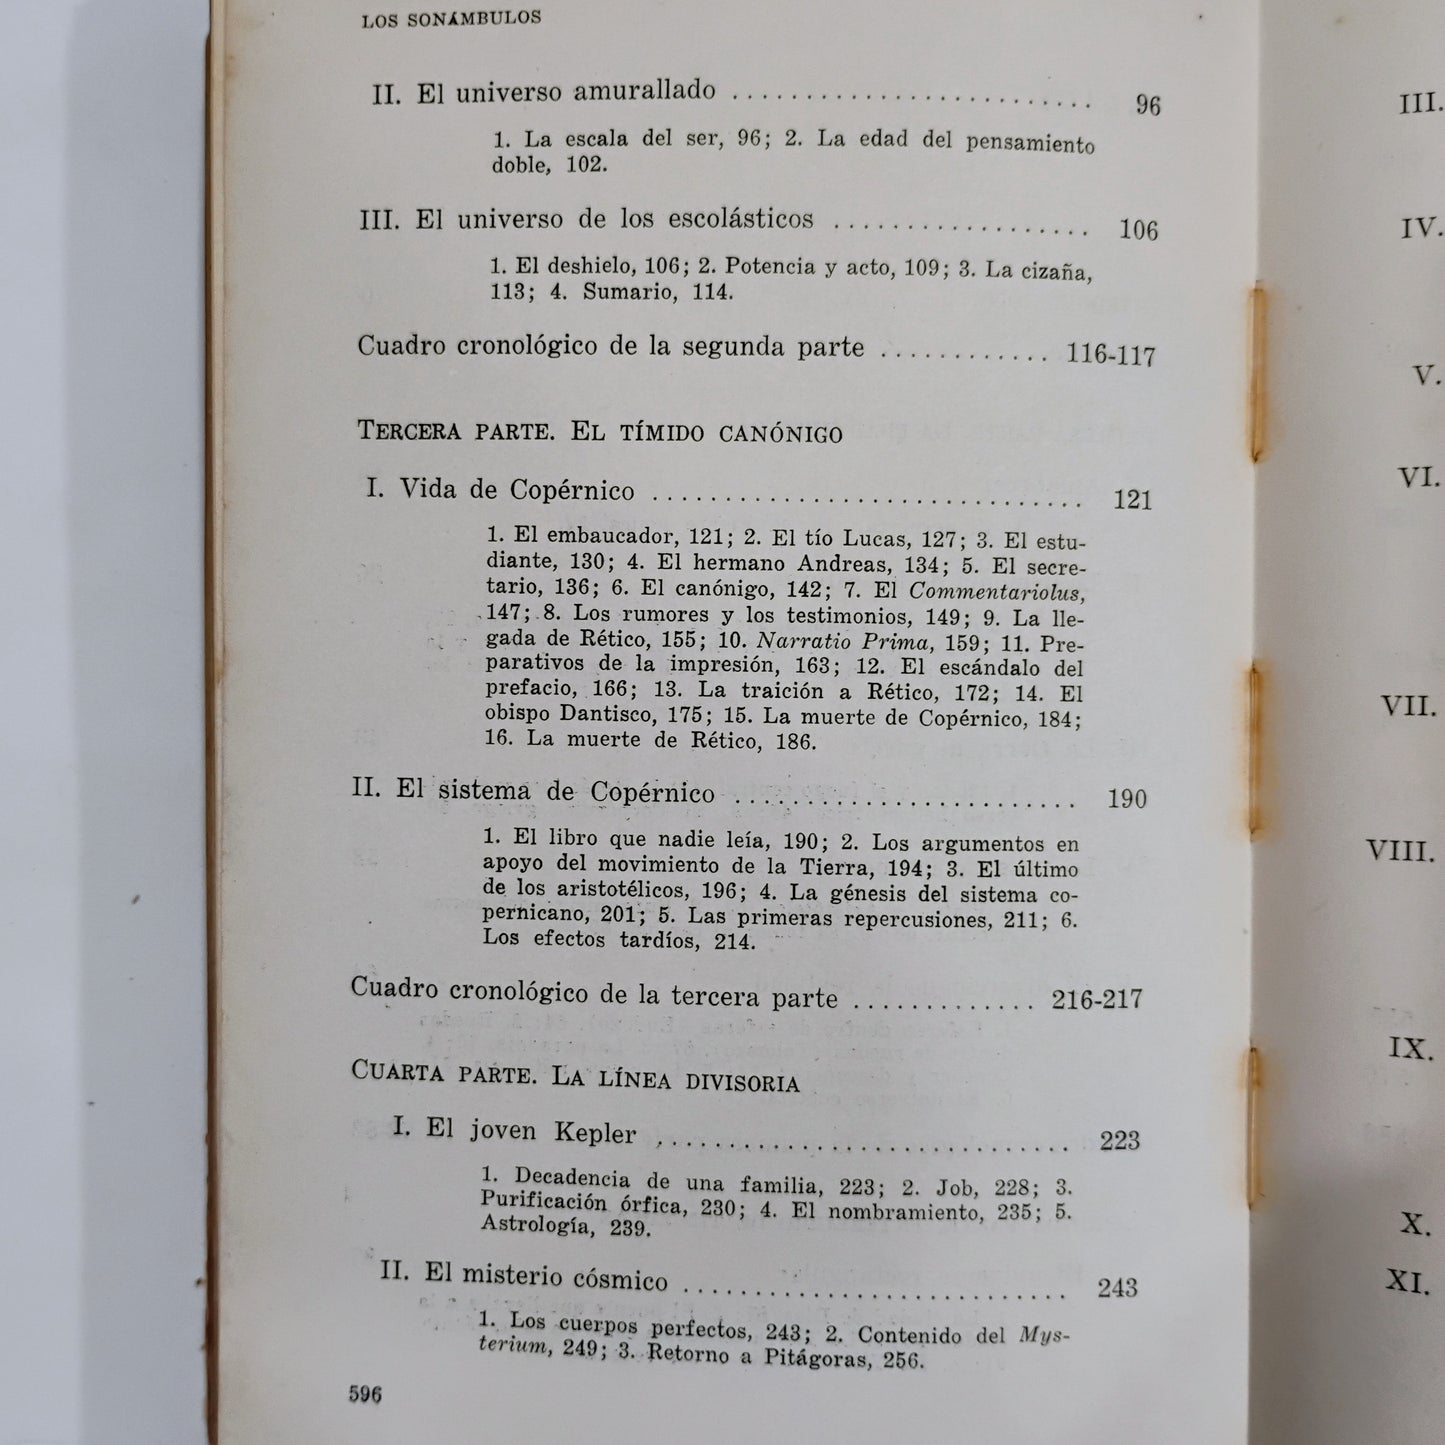 LOS SONÁMBULOS
II. El universo amurallado ........................ 96
1. La escala del ser, 96; 2. La edad del pensamiento
doble, 102.
III. El universo de los escolásticos .................. 106
1. El deshielo, 106; 2. Potencia y acto, 109; 3. La cizaña,
113; 4. Sumario, 114.
Cuadro cronológico de la segunda parte ............ 116-117
TERCERA PARTE. EL TÍMIDO CANÓNIGO
I. Vida de Copérnico .............................. 121
1. El embaucador, 121; 2. El tío Lucas, 127; 3. El estu-
diante, 130; 4. El hermano Andreas, 134; 5. El secre-
tario, 136; 6. El canónigo, 142; 7. El Commentariolus,
147; 8. Los rumores y los testimonios, 149; 9. La lle-
gada de Rético, 155; 10. Narratio Prima, 159; 11. Pre-
parativos de la impresión, 163; 12. El escándalo del
prefacio, 166; 13. La traición a Rético, 172; 14. El
obispo Dantisco, 175; 15. La muerte de Copérnico, 184;
16. La muerte de Rético, 186.
II. El sistema de Copérnico ........................ 190
1. El libro que nadie leía, 190; 2. Los argumentos en
apoyo del movimiento de la Tierra, 194; 3. El último
de los aristotélicos, 196; 4. La génesis del sistema co-
pernicano, 201; 5. Las primeras repercusiones, 211; 6.
Los efectos tardíos, 214.
Cuadro cronológico de la tercera parte ............. 216-217
CUARTA PARTE. LA LÍNEA DIVISORIA
I. El joven Kepler ............................. 223
1. Decadencia de una familia, 223; 2. Job, 228; 3.
Purificación órfica, 230; 4. El nombramiento, 235; 5.
Astrología, 239.
II. El misterio cósmico ........................... 243
1. Los cuerpos perfectos, 243; 2. Contenido del Mys-
terium, 249; 3. Retorno a Pitágoras, 256.
596
III.
IV.
V.
VI.
VII.
VIII.
IX.
X.
XI.